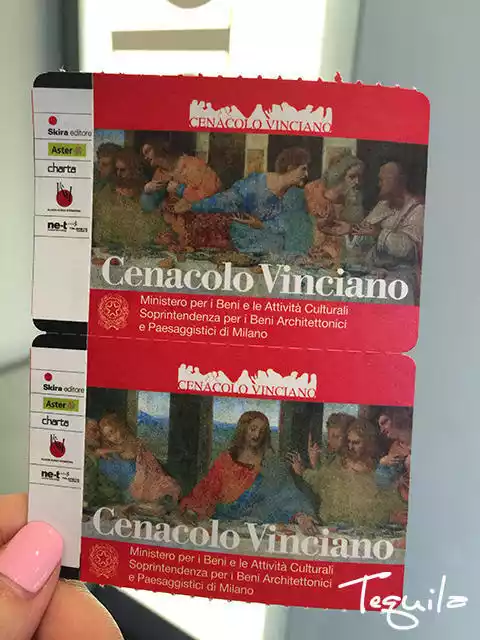 CENACOLO VINCIANO
Skira editore
Aster
charta
ne-t
Cenacolo Vinciano
Ministero per i Beni e le Attività Culturali
Soprintendenza per i Beni Architettonici
e Paesaggistici di Milano
CENACOLO VINCIANO
Skira editore
Aster
charta
ne-t
Cenacolo Vinciano
Ministero per i Beni e le Attività Culturali
Soprintendenza per i Beni Architettonici
e Paesaggistici di Milano
Tequila